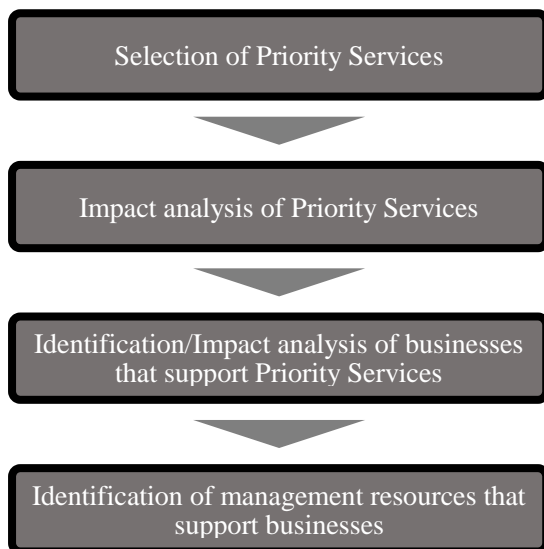 Selection of Priority Services
Impact analysis of Priority Services
Identification/Impact analysis of businesses
that support Priority Services
Identification of management resources that
support businesses